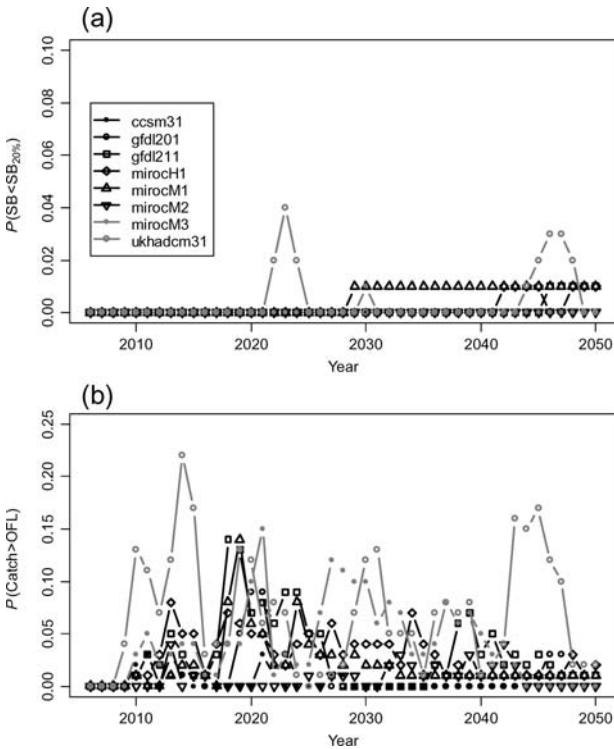 (a)
0.10
0.08
0.06
0.04
0.02
0.00
P(SB<SB20%)
ccsm31
gfdl201
gfdl211
mirocH1
mirocM1
mirocM2
mirocM3
ukhadcm31
2010 2020 2030 2040 2050
Year
(b)
0.25
0.20
0.15
0.10
0.05
0.00
P(Catch>OFL)
2010 2020 2030 2040 2050
Year